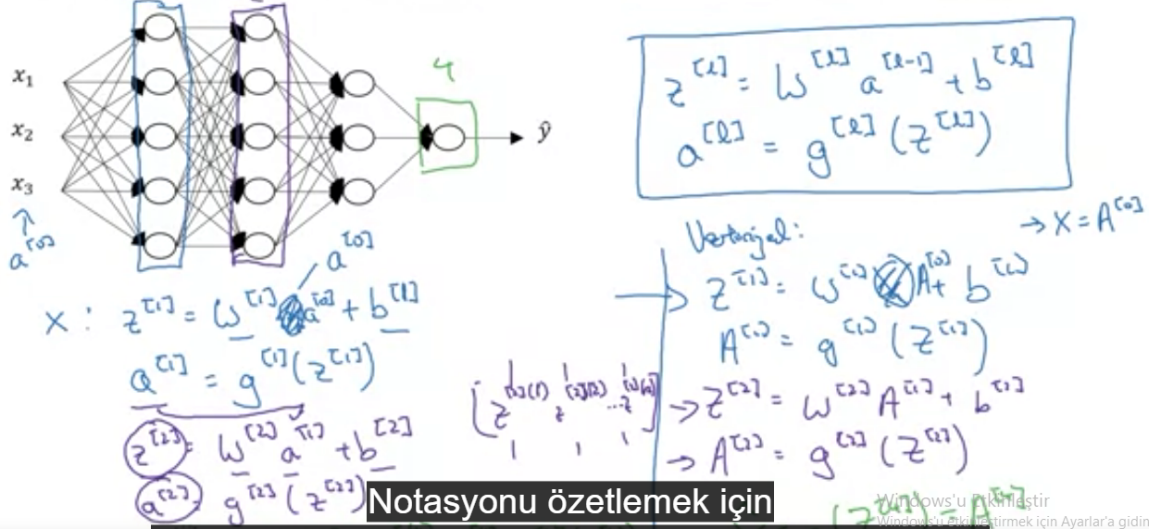 x₁
x₂
x₃
a^[0]
4
ŷ
z^[l] = W^[l] a^[l-1] + b^[l]
a^[l] = g^[l] (z^[l])
a^[0]
x : z^[1] = W^[1] a^[0] + b^[1]
a^[1] = g^[1] (z^[1])
z^[2] = W^[2] a^[1] + b^[2]
a^[2] g^[2] (z^[2])
Vectorized:
→ X = A^[0]
z^[1] = W^[1] A^[0] + b^[1]
A^[1] = g^[1] (z^[1])
→ z^[2] = W^[2] A^[1] + b^[2]
→ A^[2] = g^[2] (z^[2])
Notasyonu özetlemek için
Windows'u Etkinleştir
Windows'u Etkinleştirmek için Ayarlar'a gidin